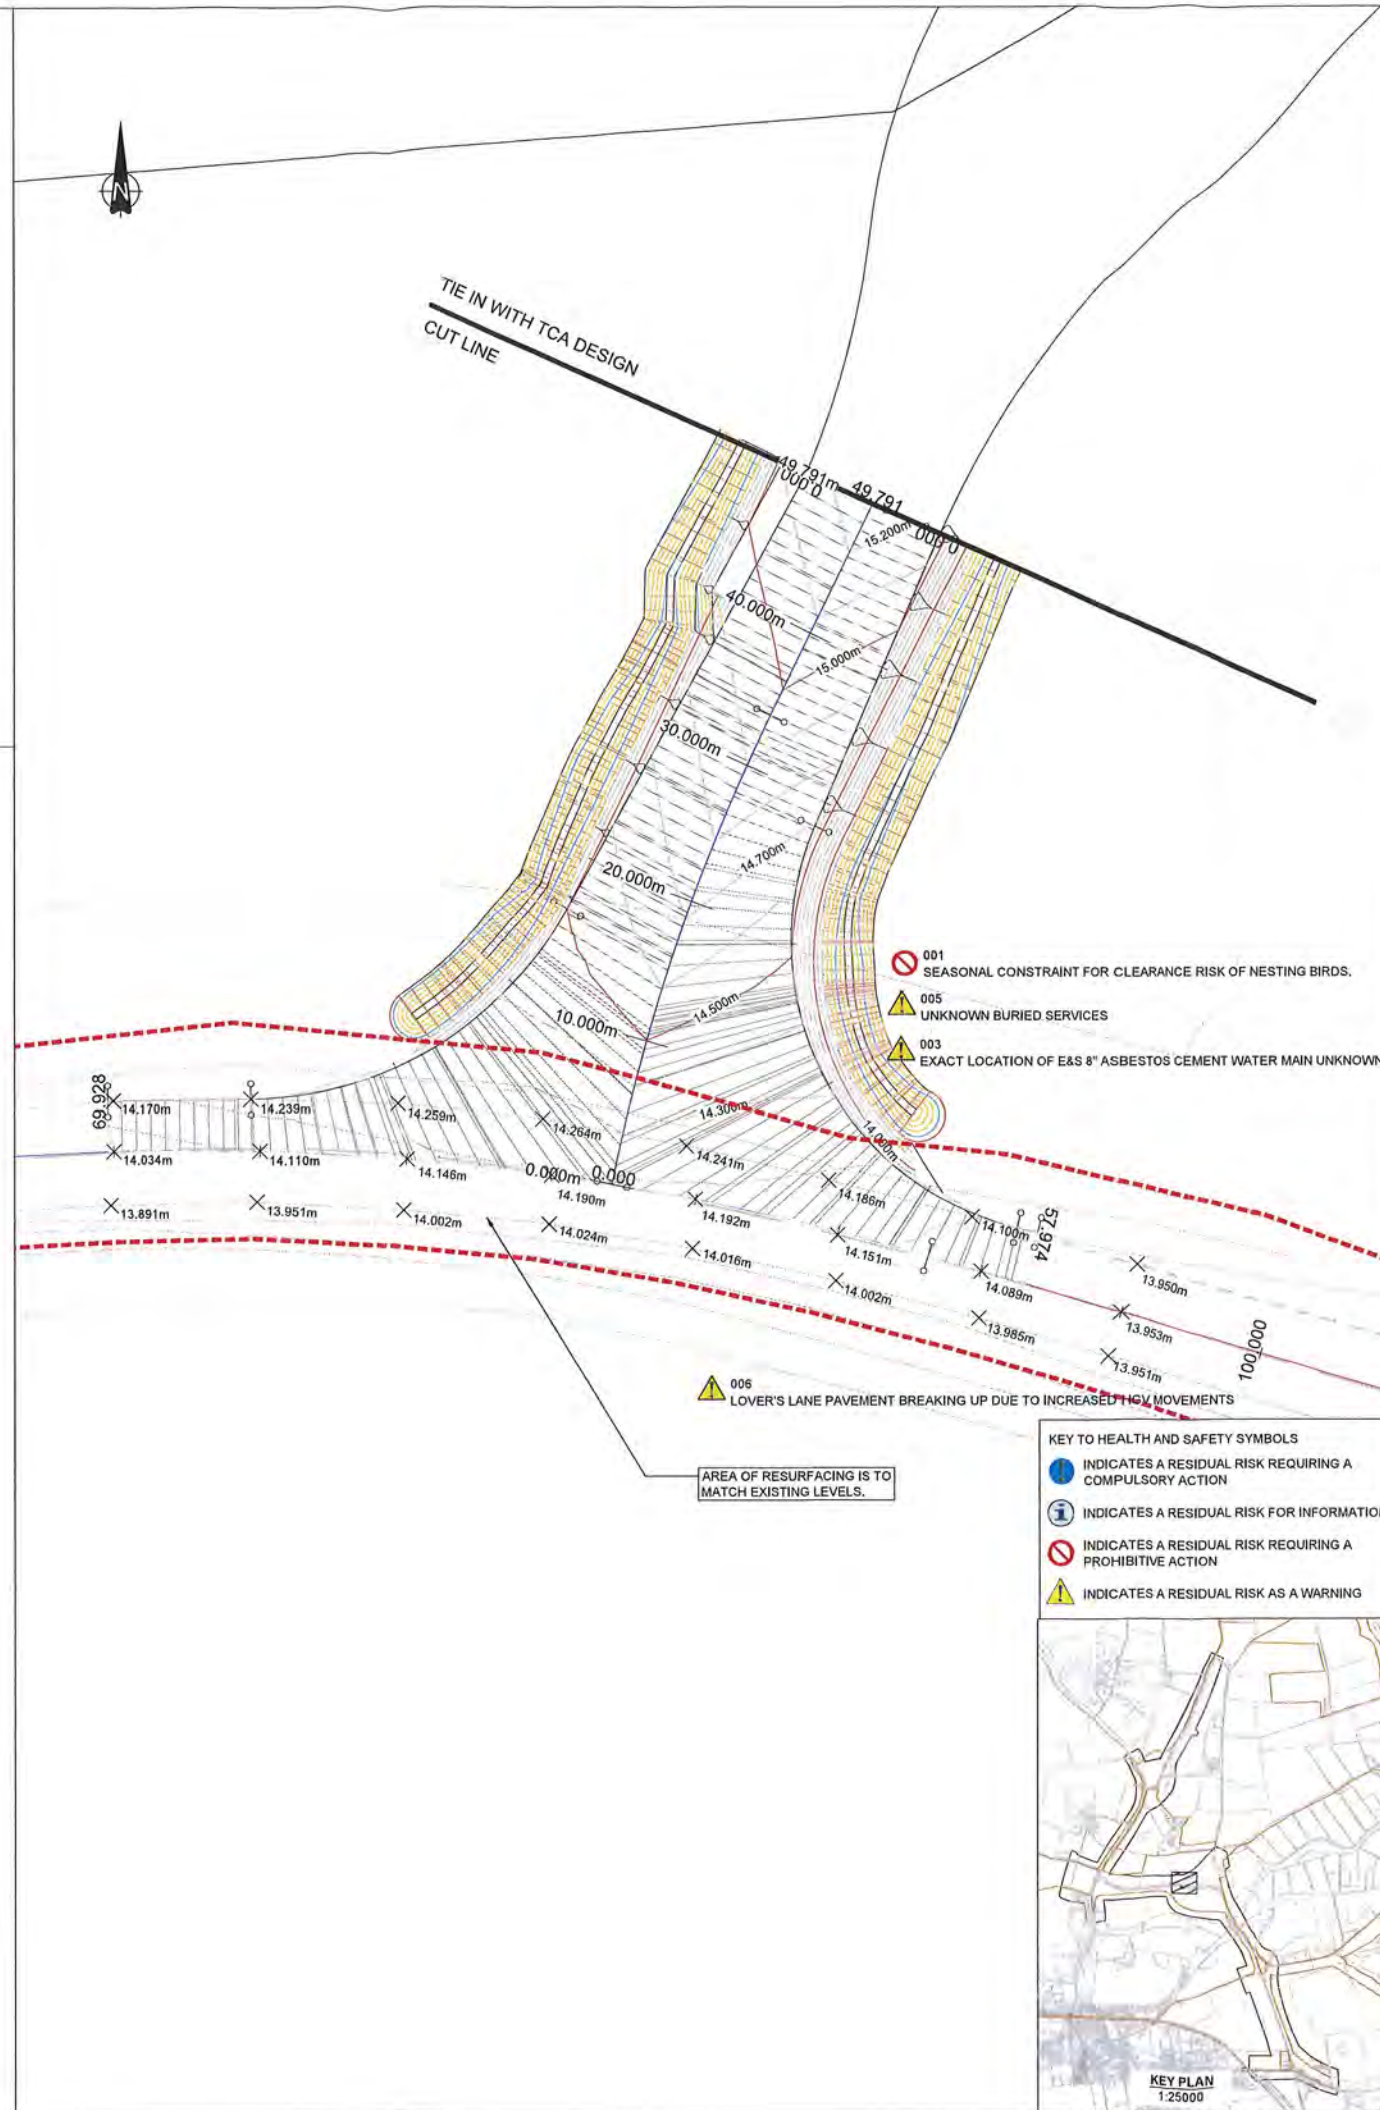 N
TIE IN WITH TCA DESIGN
CUT LINE
49.791m
0.000
49.791
0.000
15.200m
40.000m
15.000m
30.000m
14.700m
20.000m
14.500m
10.000m
14.300m
14.000m
001
SEASONAL CONSTRAINT FOR CLEARANCE RISK OF NESTING BIRDS.
005
UNKNOWN BURIED SERVICES
003
EXACT LOCATION OF E&S 8" ASBESTOS CEMENT WATER MAIN UNKNOWN
69.928
14.170m
14.239m
14.259m
14.264m
14.241m
14.186m
14.100m
57.974
13.950m
14.034m
14.110m
14.146m
0.000m
0.000
14.190m
14.192m
14.151m
14.089m
13.953m
13.891m
13.951m
14.002m
14.024m
14.016m
14.002m
13.985m
13.951m
100.000
006
LOVER'S LANE PAVEMENT BREAKING UP DUE TO INCREASED HGV MOVEMENTS
AREA OF RESURFACING IS TO
MATCH EXISTING LEVELS.
KEY TO HEALTH AND SAFETY SYMBOLS
INDICATES A RESIDUAL RISK REQUIRING A
COMPULSORY ACTION
INDICATES A RESIDUAL RISK FOR INFORMATIO
INDICATES A RESIDUAL RISK REQUIRING A
PROHIBITIVE ACTION
INDICATES A RESIDUAL RISK AS A WARNING
KEY PLAN
1:25000